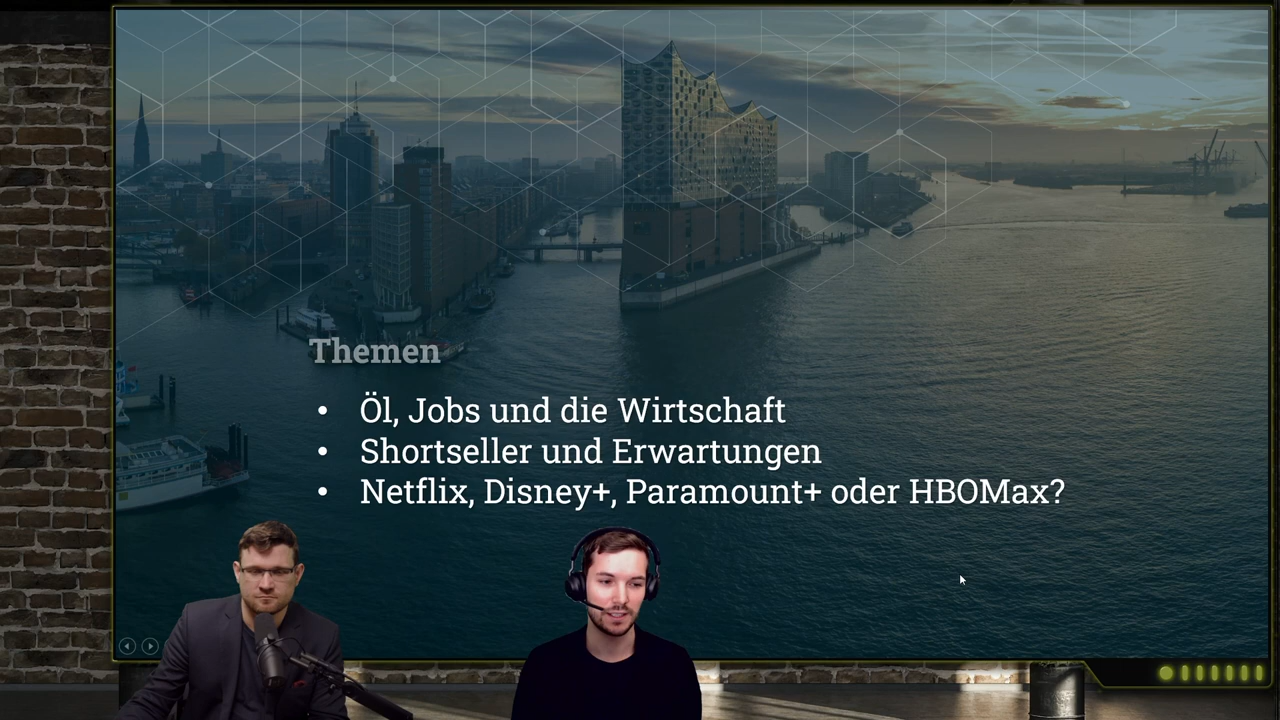 Themen
• Öl, Jobs und die Wirtschaft
• Shortseller und Erwartungen
• Netflix, Disney+, Paramount+ oder HBOMax?